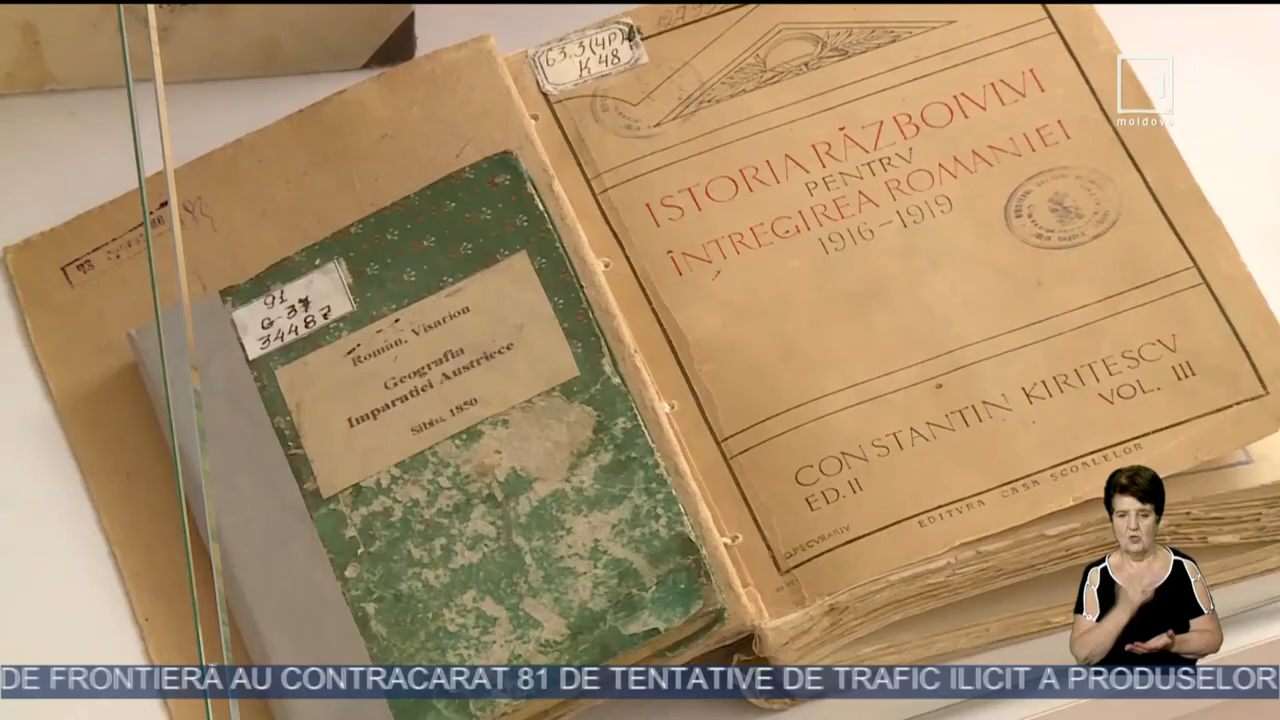 63.3(4P)
K 48
moldova
ISTORIA RĂZBOIVLVI
PENTRV
ÎNTREGIREA ROMANIEI
1916-1919
CONSTANTIN KIRIȚESCV
VOL. III
ED. II
EDITVRA CASA ȘCOALELOR
91
G-37
34487
Român, Visarion
Geografia
Imparatiei Austriece
Sibiu, 1850
DE FRONTIERĂ AU CONTRACARAT 81 DE TENTATIVE DE TRAFIC ILICIT A PRODUSELOR